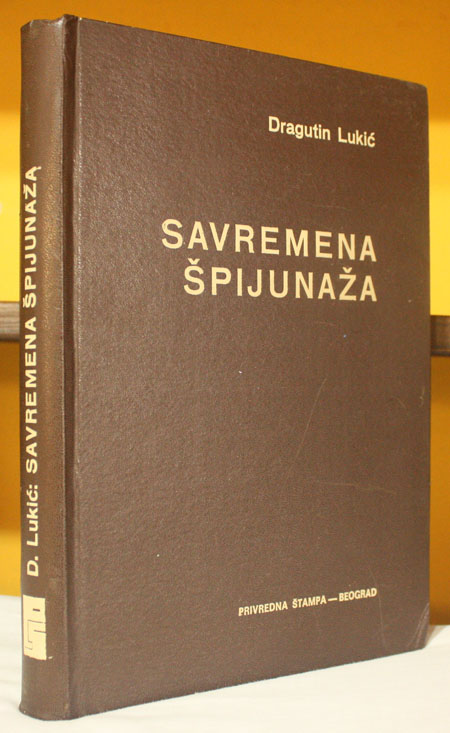 Dragutin Lukić
SAVREMENA
ŠPIJUNAŽA
PRIVREDNA ŠTAMPA — BEOGRAD
D. Lukić: SAVREMENA ŠPIJUNAŽA